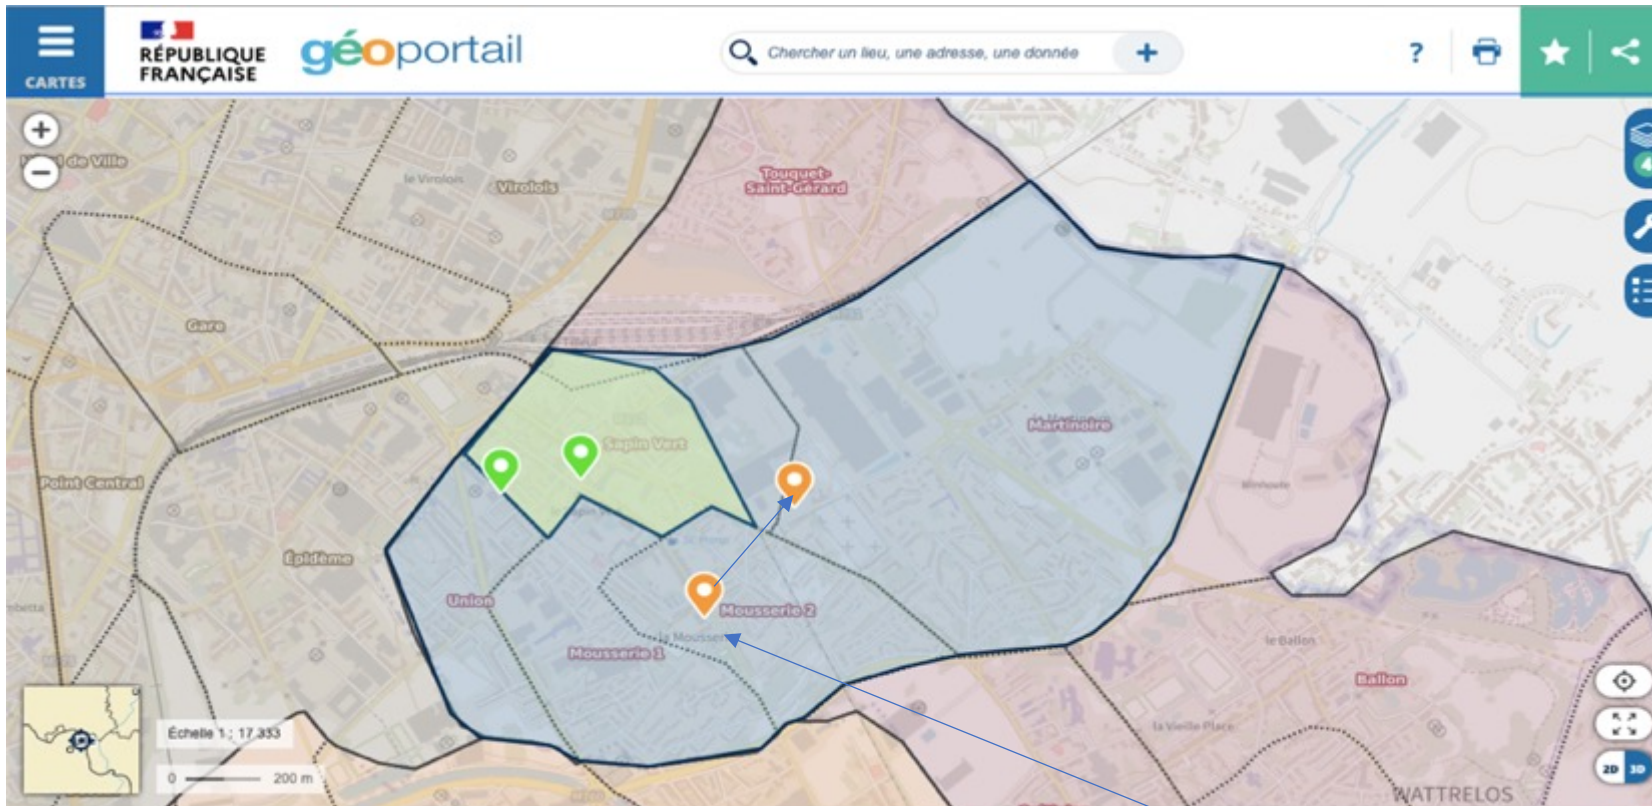 CARTES
RÉPUBLIQUE
FRANÇAISE
géoportail
Chercher un lieu, une adresse, une donnée
+
?
+
−
4
de Ville
le Virolois
Virolois
Touquet-
Saint-Gérard
Gare
Sapin Vert
Martinoire
Point Central
Épidème
Union
Mousserie 2
Mousserie 1
le Ballon
Ballon
la Vieille Place
Échelle 1 : 17 333
0
200 m
2D
3D
WATTRELOS